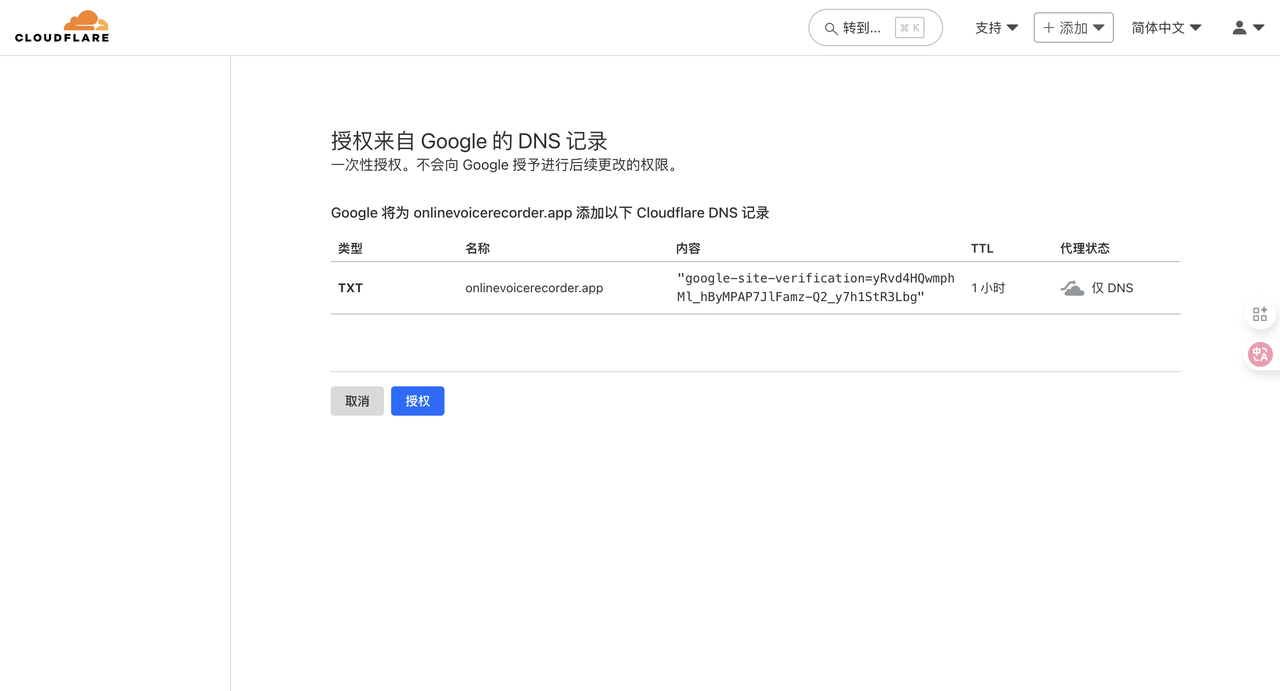 CLOUDFLARE
转到... ⌘ K
支持
+ 添加
简体中文
授权来自 Google 的 DNS 记录
一次性授权。不会向 Google 授予进行后续更改的权限。
Google 将为 onlinevoicerecorder.app 添加以下 Cloudflare DNS 记录
类型 名称 内容 TTL 代理状态
TXT onlinevoicerecorder.app "google-site-verification=yRvd4HQwmph 1 小时 仅 DNS
Ml_hByMPAP7JlFamz-Q2_y7h1StR3Lbg"
取消 授权
中A